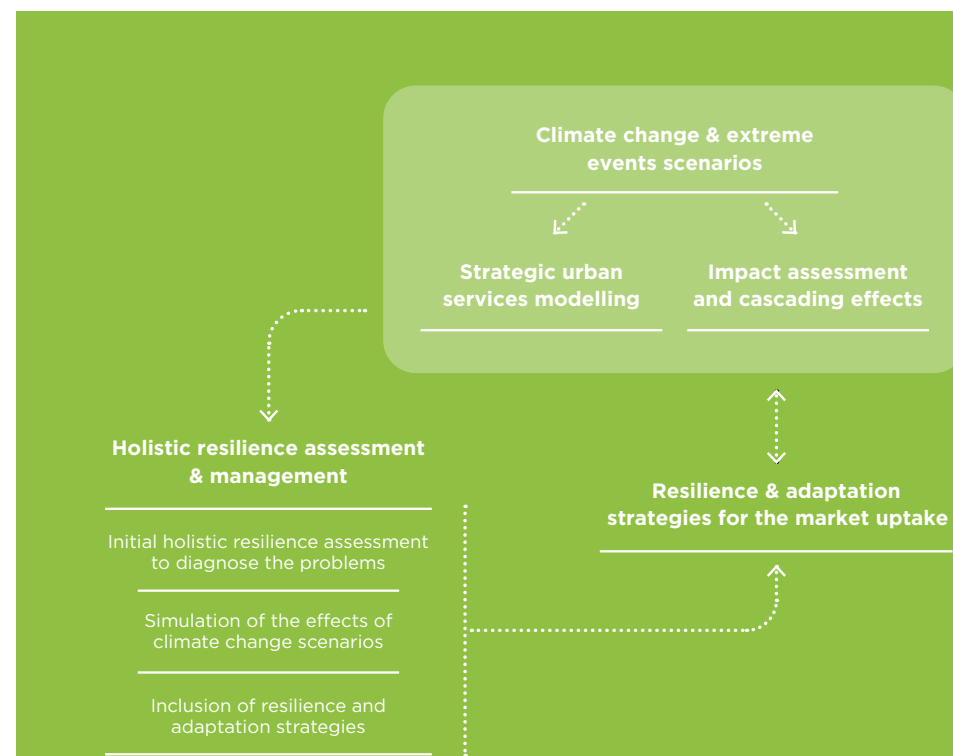 Climate change & extreme
events scenarios
Strategic urban
services modelling
Impact assessment
and cascading effects
Holistic resilience assessment
& management
Initial holistic resilience assessment
to diagnose the problems
Simulation of the effects of
climate change scenarios
Inclusion of resilience and
adaptation strategies
Resilience & adaptation
strategies for the market uptake